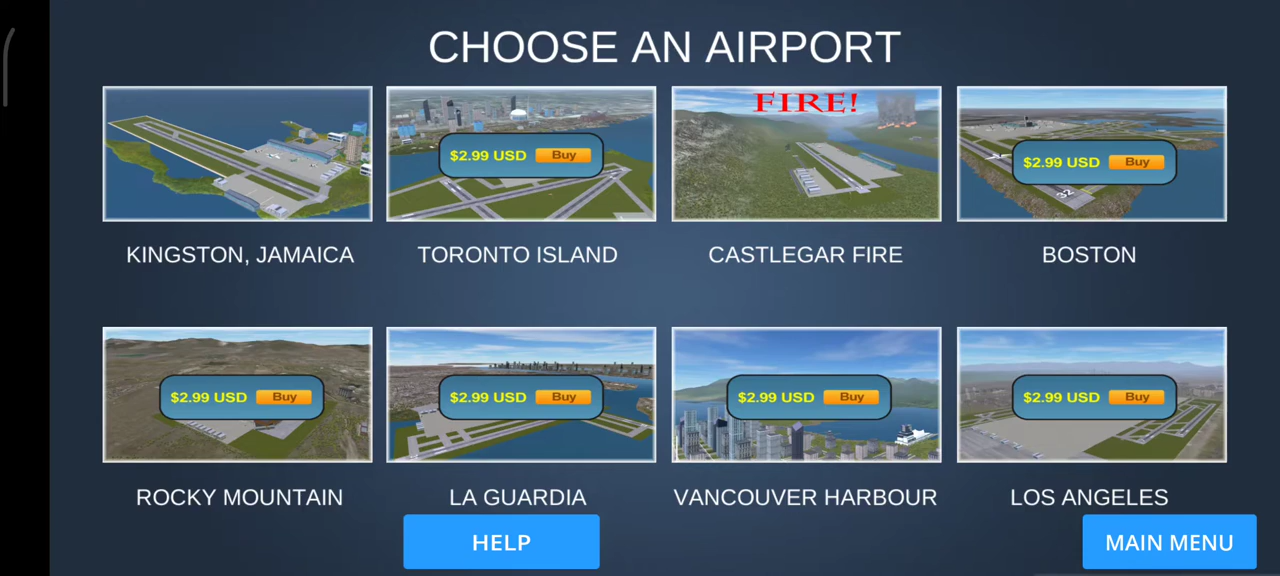 CHOOSE AN AIRPORT
FIRE!
$2.99 USD Buy
$2.99 USD Buy
32
KINGSTON, JAMAICA
TORONTO ISLAND
CASTLEGAR FIRE
BOSTON
$2.99 USD Buy
$2.99 USD Buy
$2.99 USD Buy
$2.99 USD Buy
ROCKY MOUNTAIN
LA GUARDIA
VANCOUVER HARBOUR
LOS ANGELES
HELP
MAIN MENU